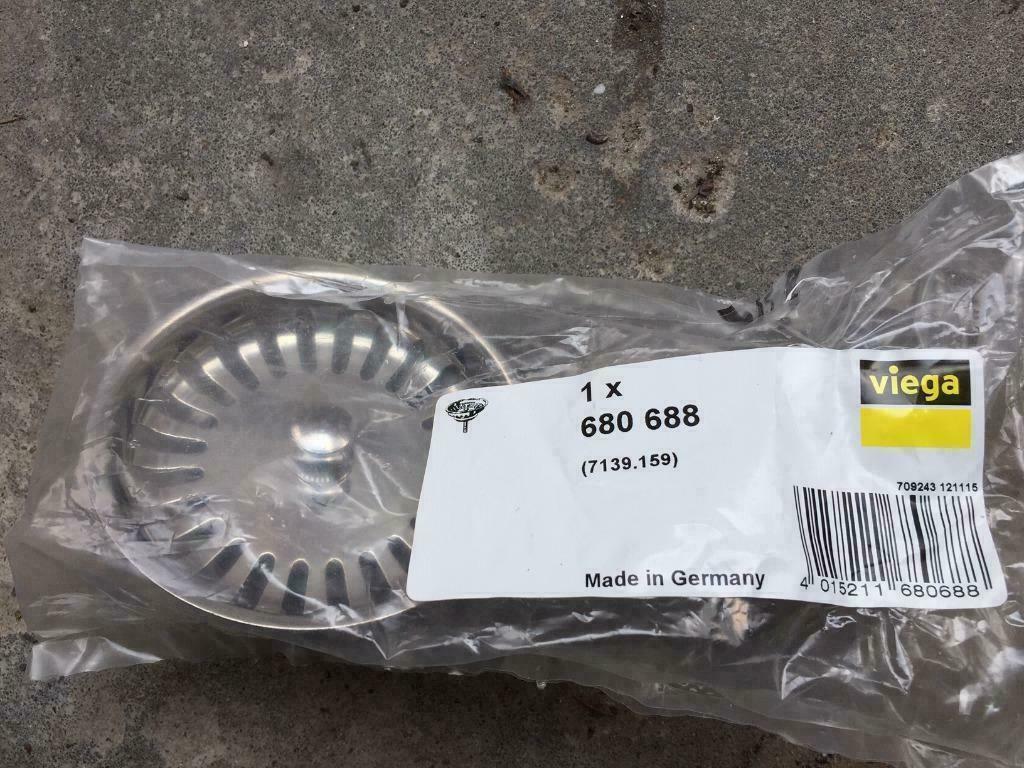 1 x
680 688
(7139.159)
viega
709243 121115
Made in Germany
4 015211 680688